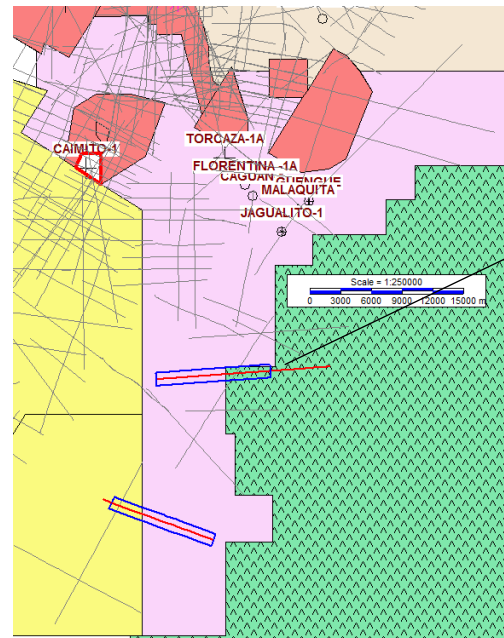 TORCAZA-1A
CAIMITO-1
FLORENTINA -1A
CAGUAN
GUENGUE
MALAQUITA
JAGUALITO-1
Scale = 1:250000
0 3000 6000 9000 12000 15000 m